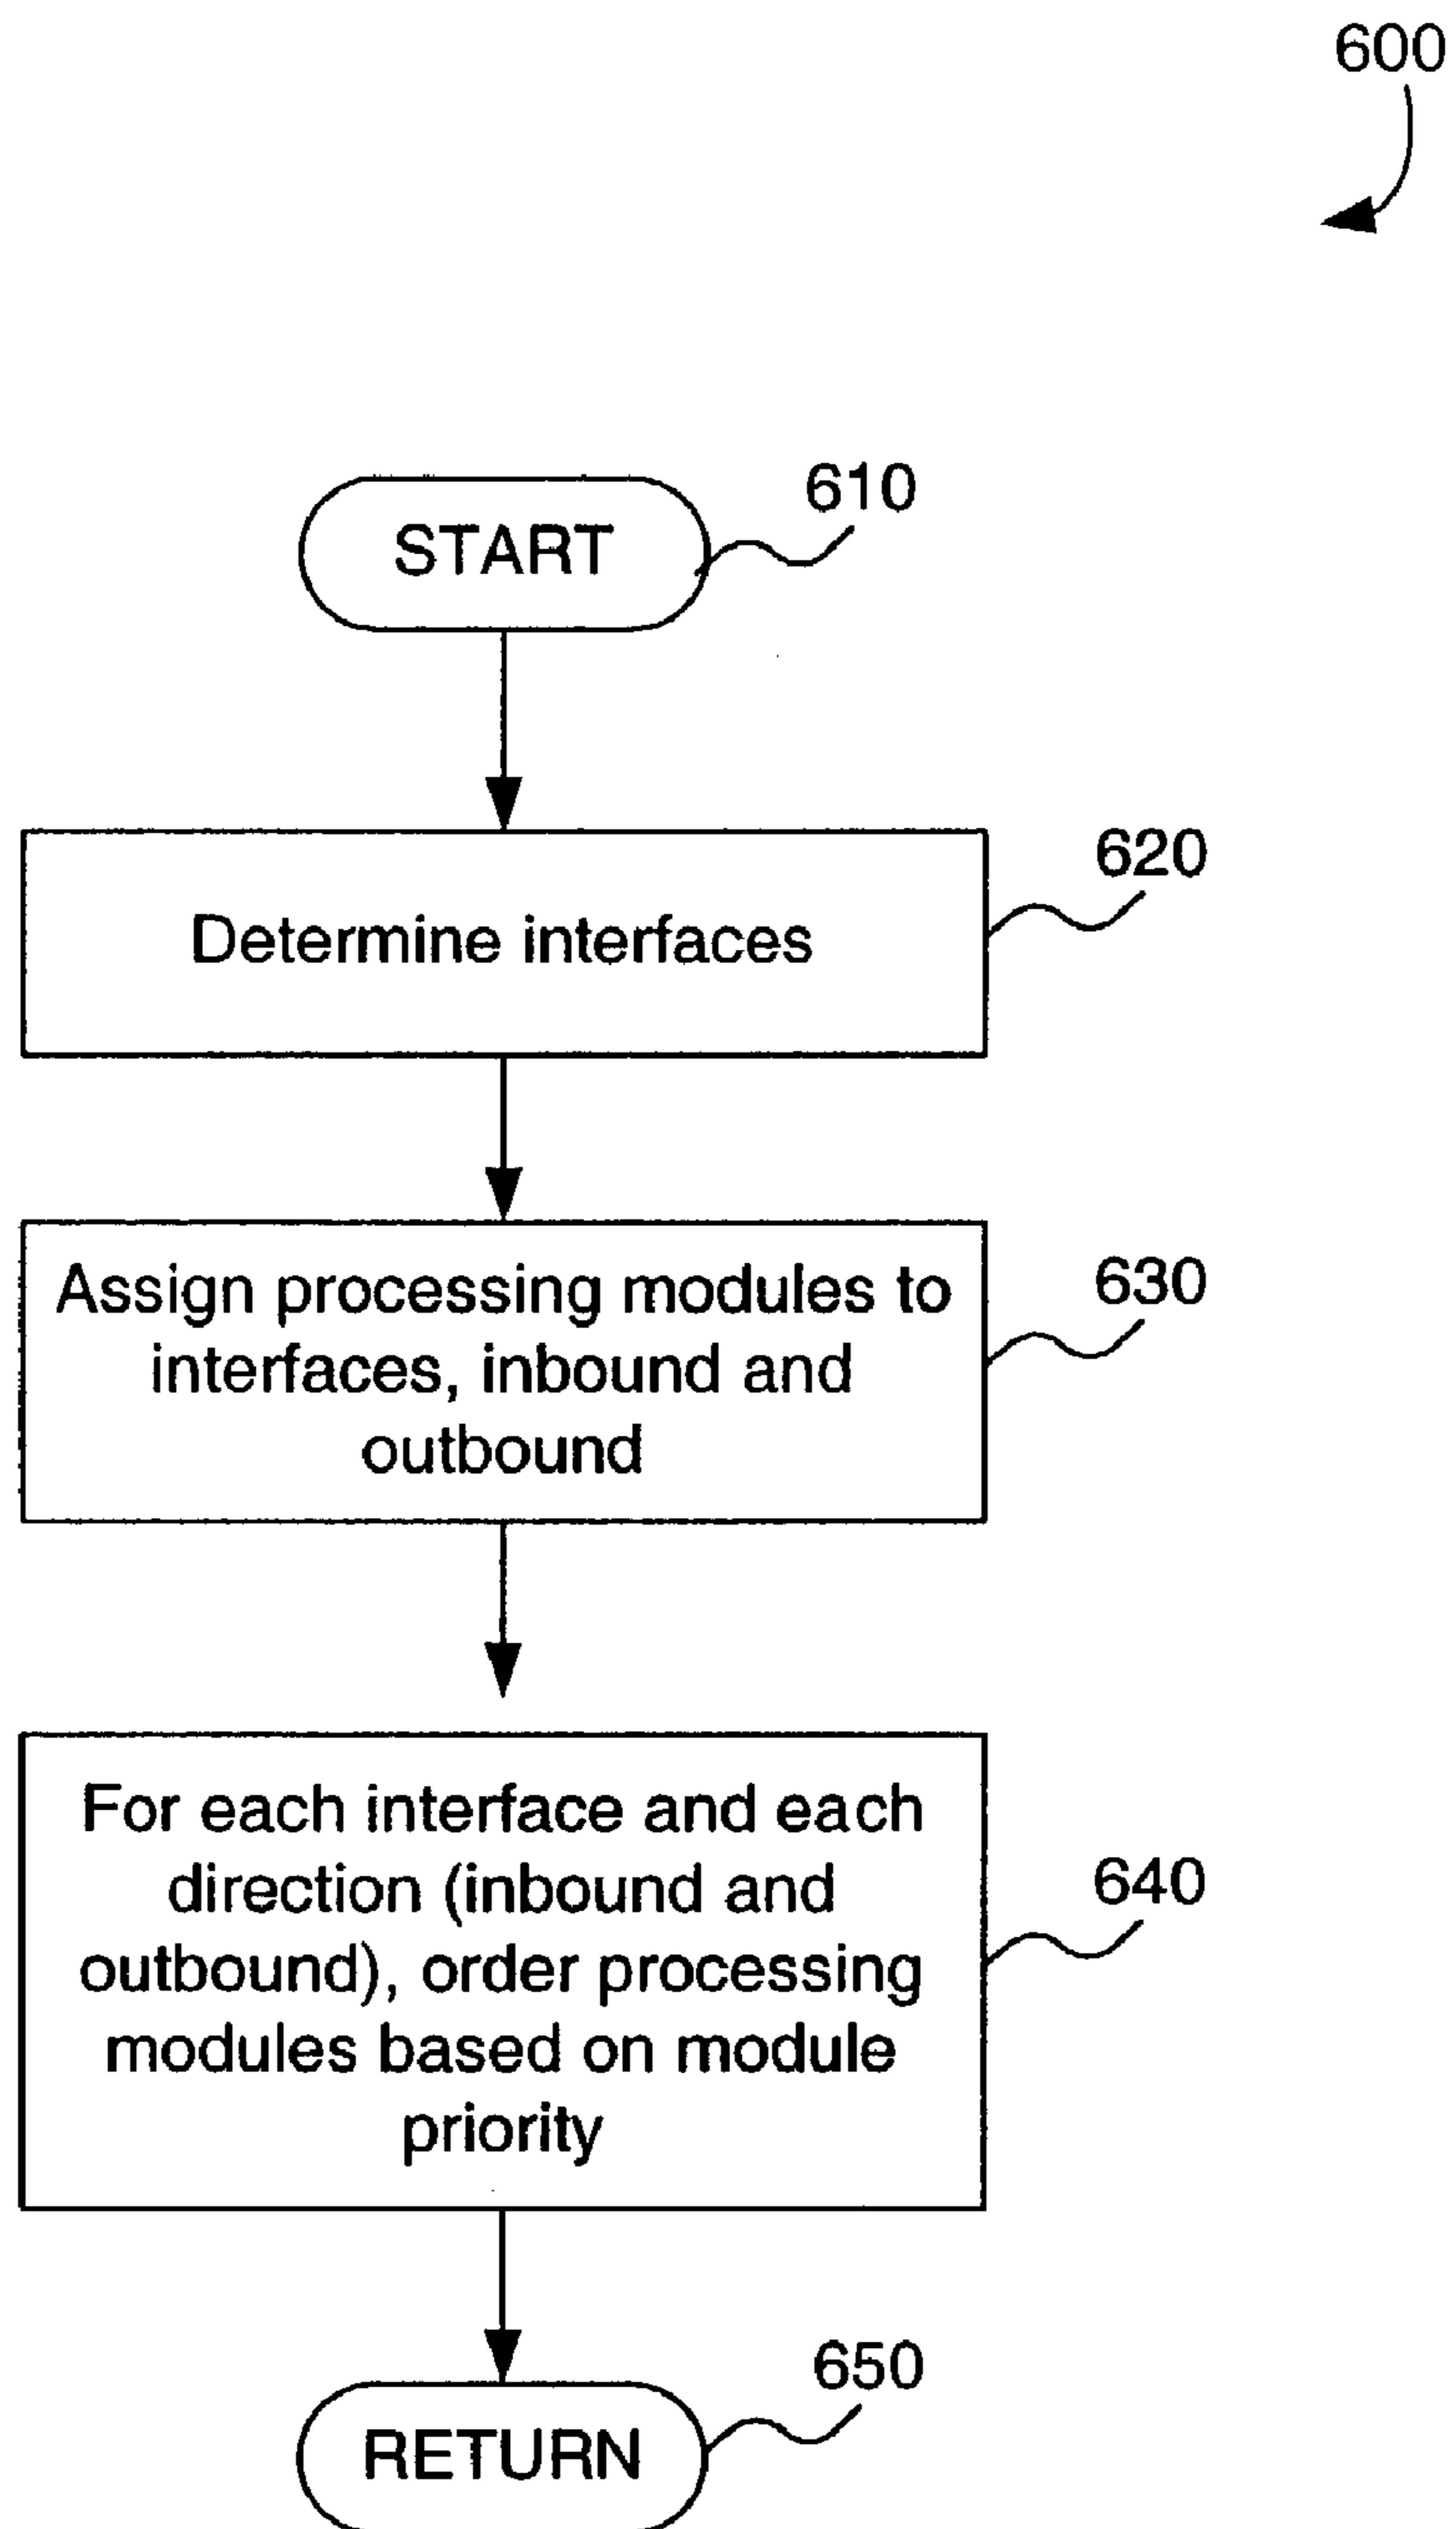 600
START
610
Determine interfaces
620
Assign processing modules to
interfaces, inbound and
outbound
630
For each interface and each
direction (inbound and
outbound), order processing
modules based on module
priority
640
RETURN
650